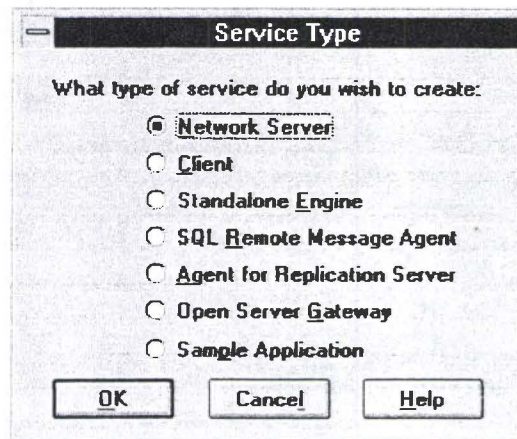 Service Type
What type of service do you wish to create:
Network Server
Client
Standalone Engine
SQL Remote Message Agent
Agent for Replication Server
Open Server Gateway
Sample Application
OK Cancel Help